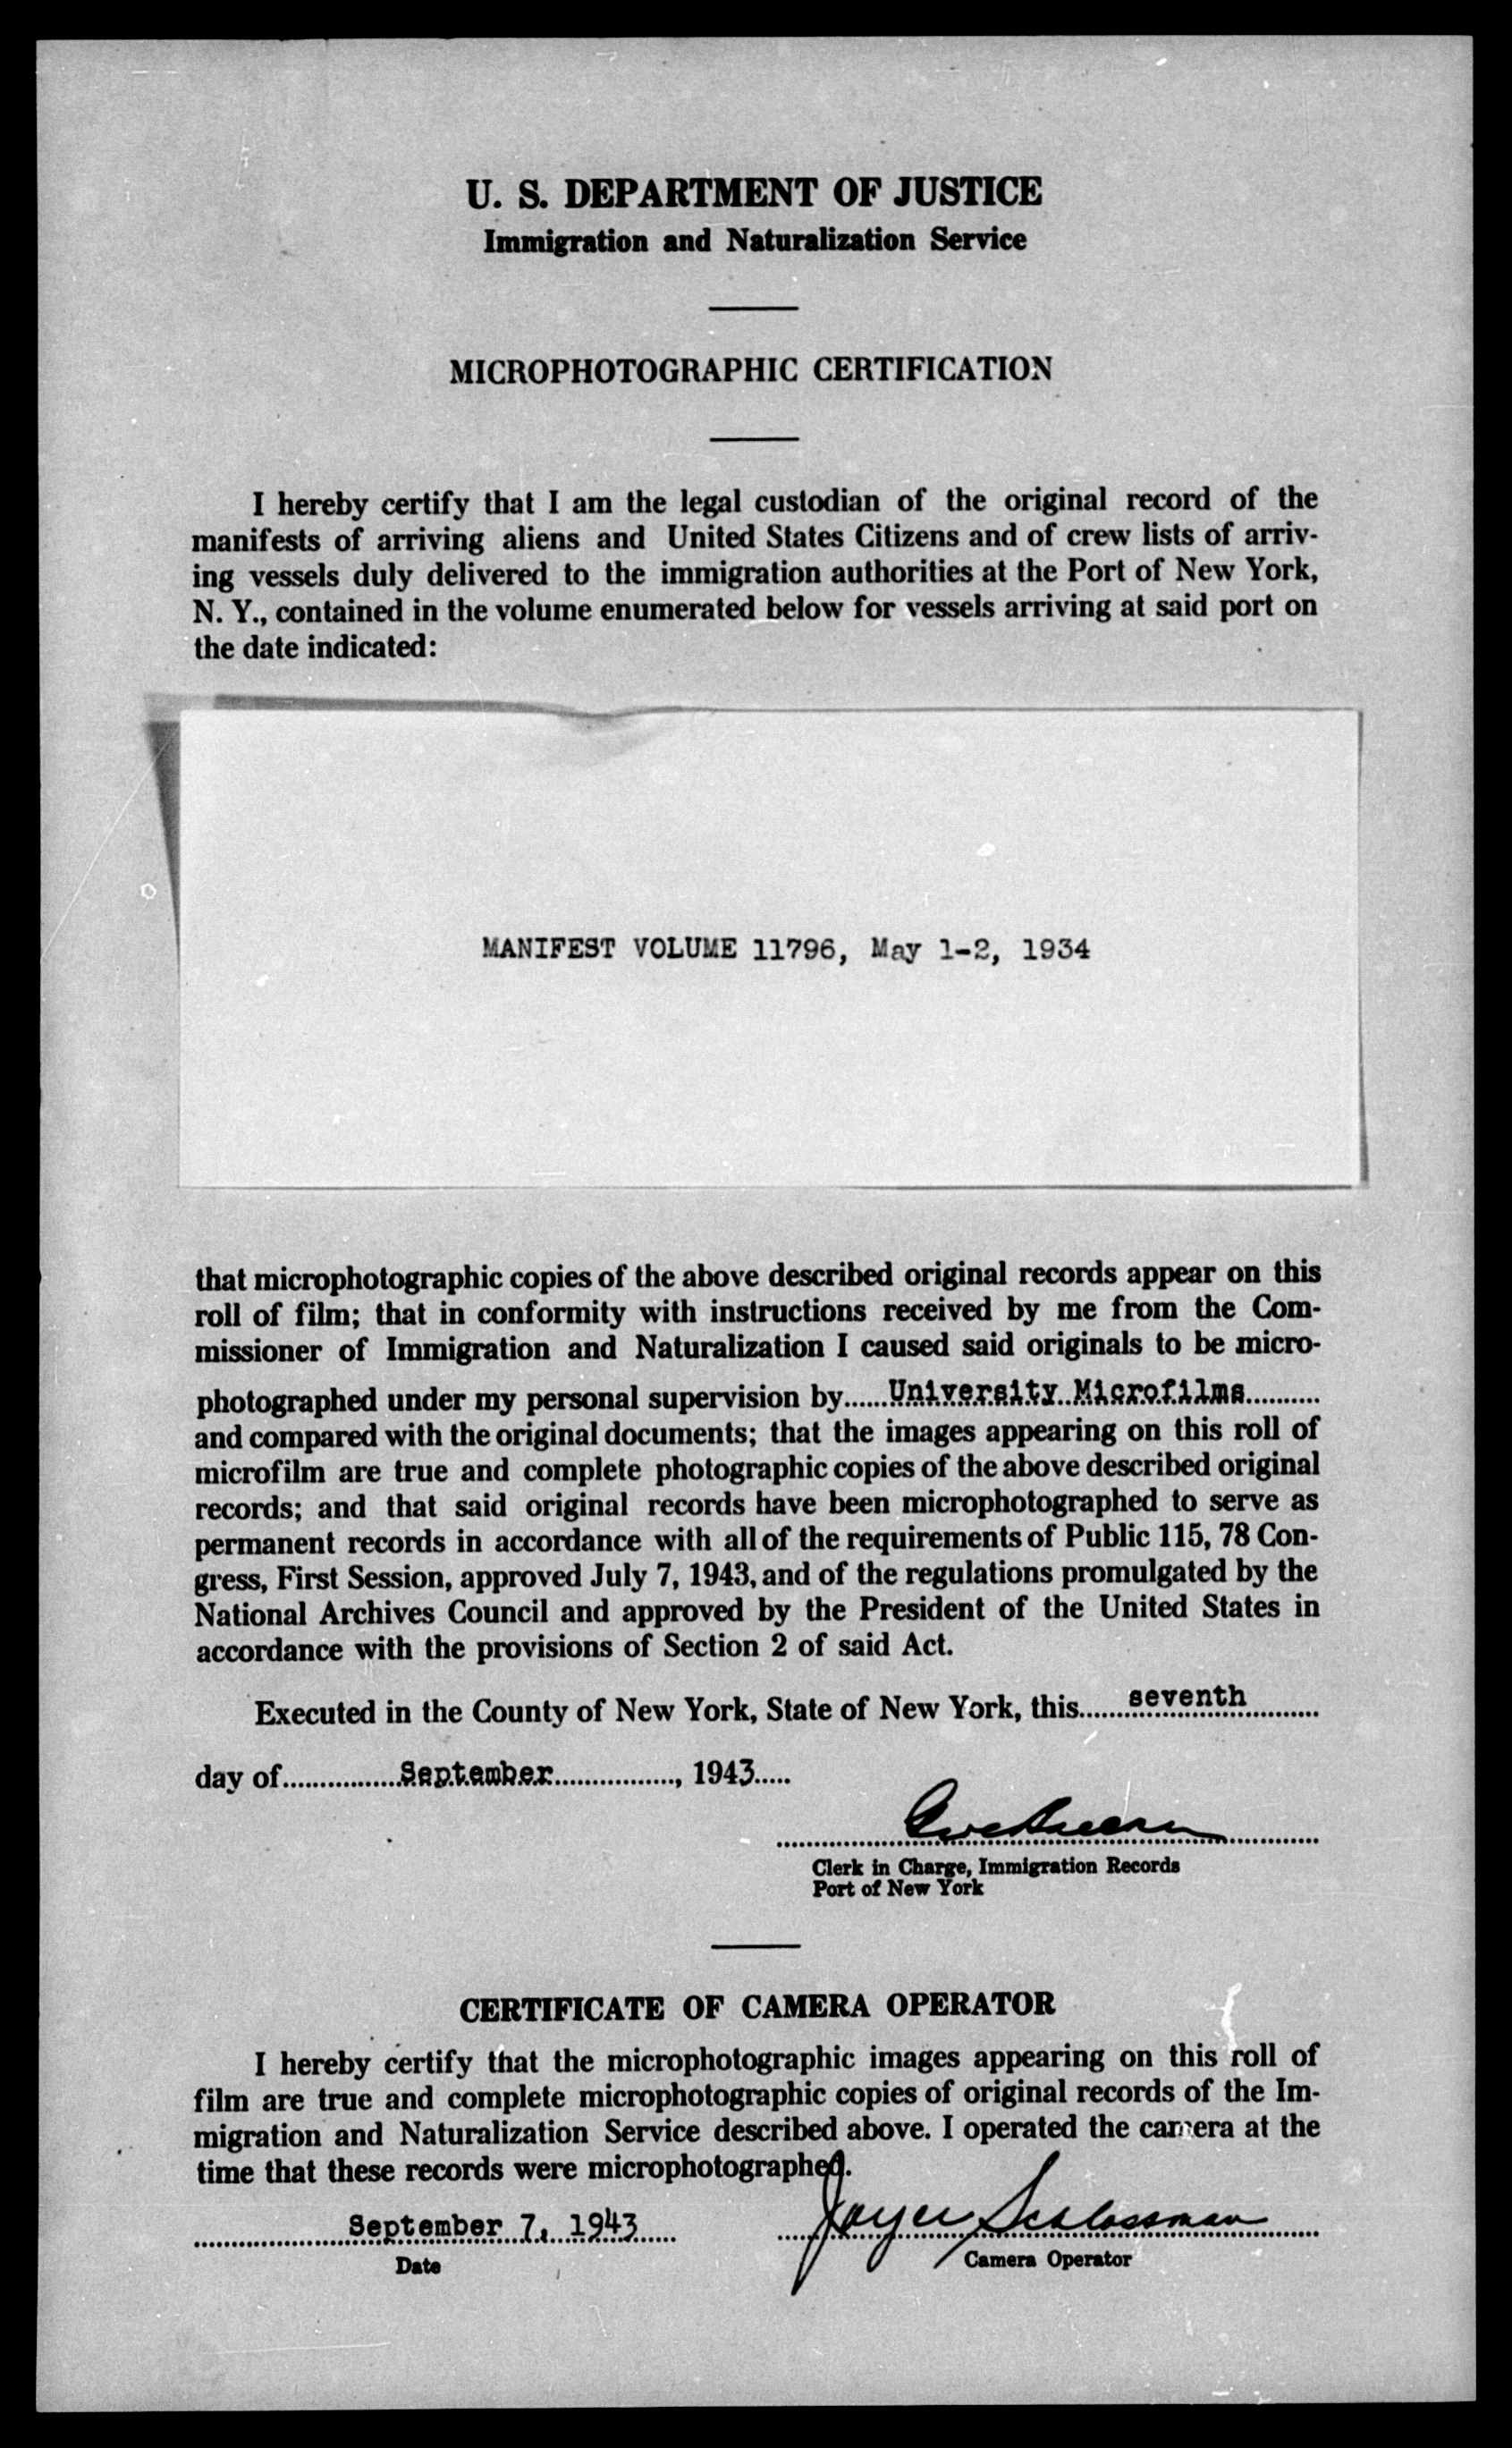 U. S. DEPARTMENT OF JUSTICE
Immigration and Naturalization Service
MICROPHOTOGRAPHIC CERTIFICATION
I hereby certify that I am the legal custodian of the original record of the
manifests of arriving aliens and United States Citizens and of crew lists of arriv-
ing vessels duly delivered to the immigration authorities at the Port of New York,
N. Y., contained in the volume enumerated below for vessels arriving at said port on
the date indicated:
MANIFEST VOLUME 11796, May 1-2, 1934
that microphotographic copies of the above described original records appear on this
roll of film; that in conformity with instructions received by me from the Com-
missioner of Immigration and Naturalization I caused said originals to be micro-
photographed under my personal supervision by......University Microfilms..........
and compared with the original documents; that the images appearing on this roll of
microfilm are true and complete photographic copies of the above described original
records; and that said original records have been microphotographed to serve as
permanent records in accordance with all of the requirements of Public 115, 78 Con-
gress, First Session, approved July 7, 1943, and of the regulations promulgated by the
National Archives Council and approved by the President of the United States in
accordance with the provisions of Section 2 of said Act.
Executed in the County of New York, State of New York, this......seventh..........
day of................September................., 1943.....
Clerk in Charge, Immigration Records
Port of New York
CERTIFICATE OF CAMERA OPERATOR
I hereby certify that the microphotographic images appearing on this roll of
film are true and complete microphotographic copies of original records of the Im-
migration and Naturalization Service described above. I operated the camera at the
time that these records were microphotographed.
September 7, 1943 Joyce Schlossman
Date Camera Operator